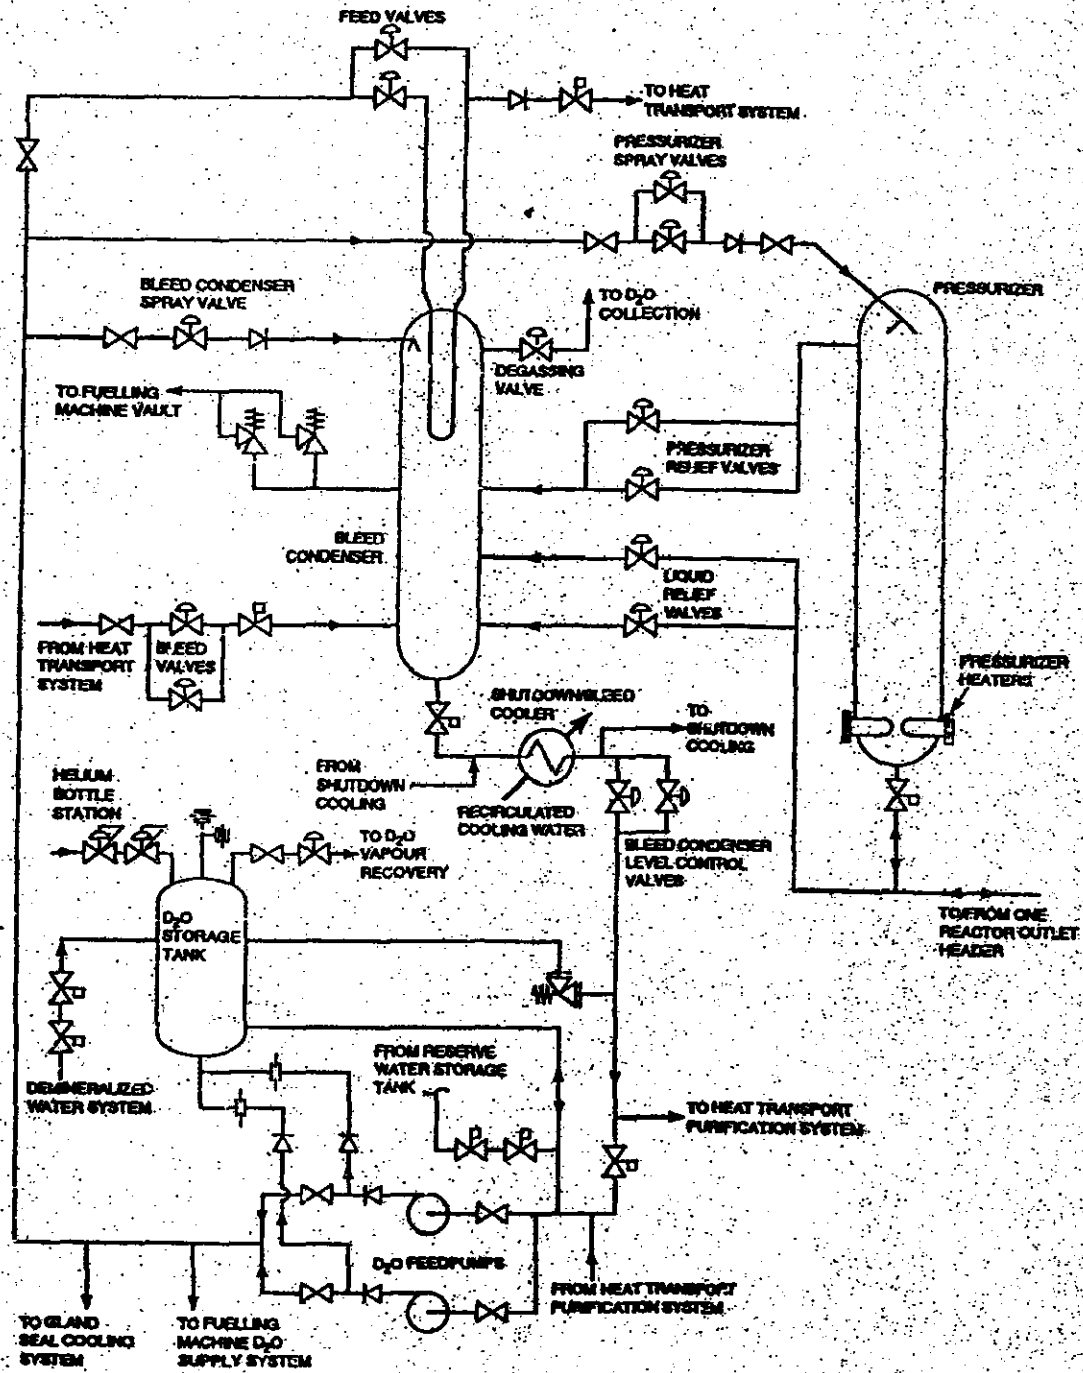 FEED VALVES
TO HEAT
TRANSPORT SYSTEM
PRESSURIZER
SPRAY VALVES
BLEED CONDENSER
SPRAY VALVE
TO D₂O
COLLECTION
PRESSURIZER
DEGASSING
VALVE
TO FUELLING
MACHINE VAULT
PRESSURIZER
RELIEF VALVES
BLEED
CONDENSER
LIQUID
RELIEF
VALVES
FROM HEAT
TRANSPORT
SYSTEM
BLEED
VALVES
PRESSURIZER
HEATERS
SHUTDOWN/BLEED
COOLER
TO
SHUTDOWN
COOLING
FROM
SHUTDOWN
COOLING
RECIRCULATED
COOLING WATER
HELIUM
BOTTLE
STATION
TO D₂O
VAPOUR
RECOVERY
BLEED CONDENSER
LEVEL CONTROL
VALVES
D₂O
STORAGE
TANK
TO/FROM ONE
REACTOR OUTLET
HEADER
FROM RESERVE
WATER STORAGE
TANK
DEMINERALIZED
WATER SYSTEM
TO HEAT TRANSPORT
PURIFICATION SYSTEM
D₂O FEEDPUMPS
FROM HEAT TRANSPORT
PURIFICATION SYSTEM
TO GLAND
SEAL COOLING
SYSTEM
TO FUELLING
MACHINE D₂O
SUPPLY SYSTEM